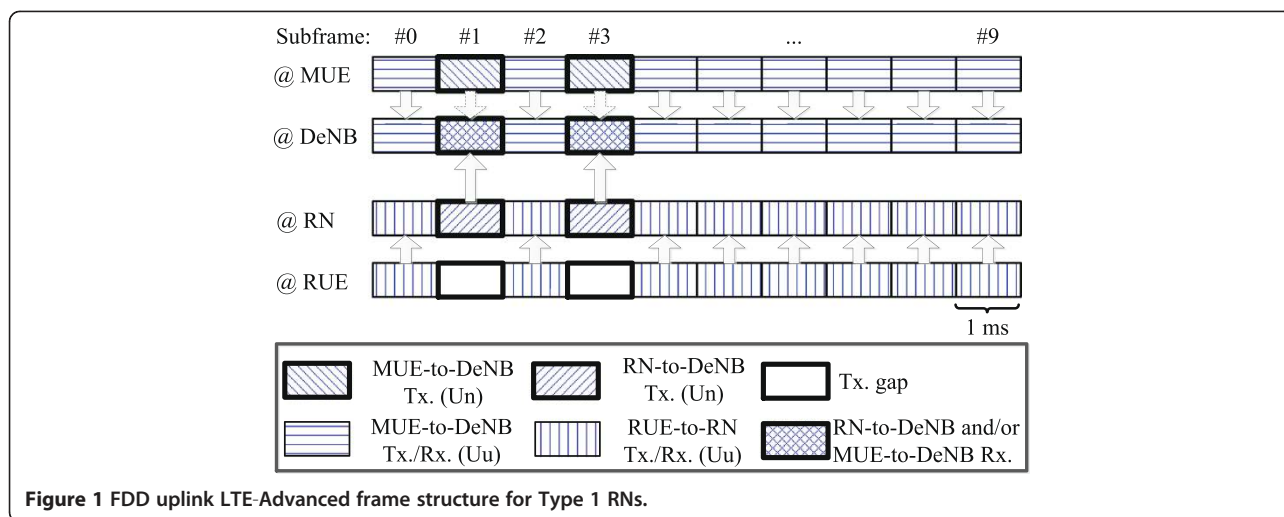 Subframe: #0 #1 #2 #3 ... #9
@ MUE
@ DeNB
@ RN
@ RUE
1 ms
MUE-to-DeNB
Tx. (Un)
RN-to-DeNB
Tx. (Un)
Tx. gap
MUE-to-DeNB
Tx./Rx. (Uu)
RUE-to-RN
Tx./Rx. (Uu)
RN-to-DeNB and/or
MUE-to-DeNB Rx.
Figure 1 FDD uplink LTE-Advanced frame structure for Type 1 RNs.